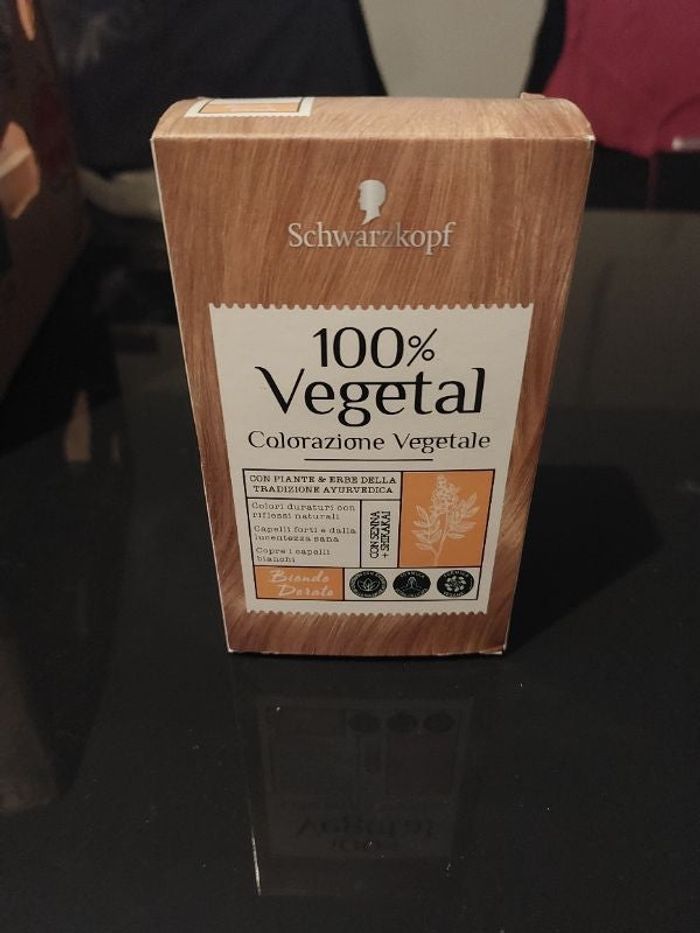 Schwarzkopf
100%
Vegetal
Colorazione Vegetale
CON PIANTE & ERBE DELLA
TRADIZIONE AYURVEDICA
Colori duraturi con
riflessi naturali
Capelli forti e dalla
lucentezza sana
Copre i capelli
bianchi
CON SENNA
+ SHIKAKAI
Biondo
Dorato